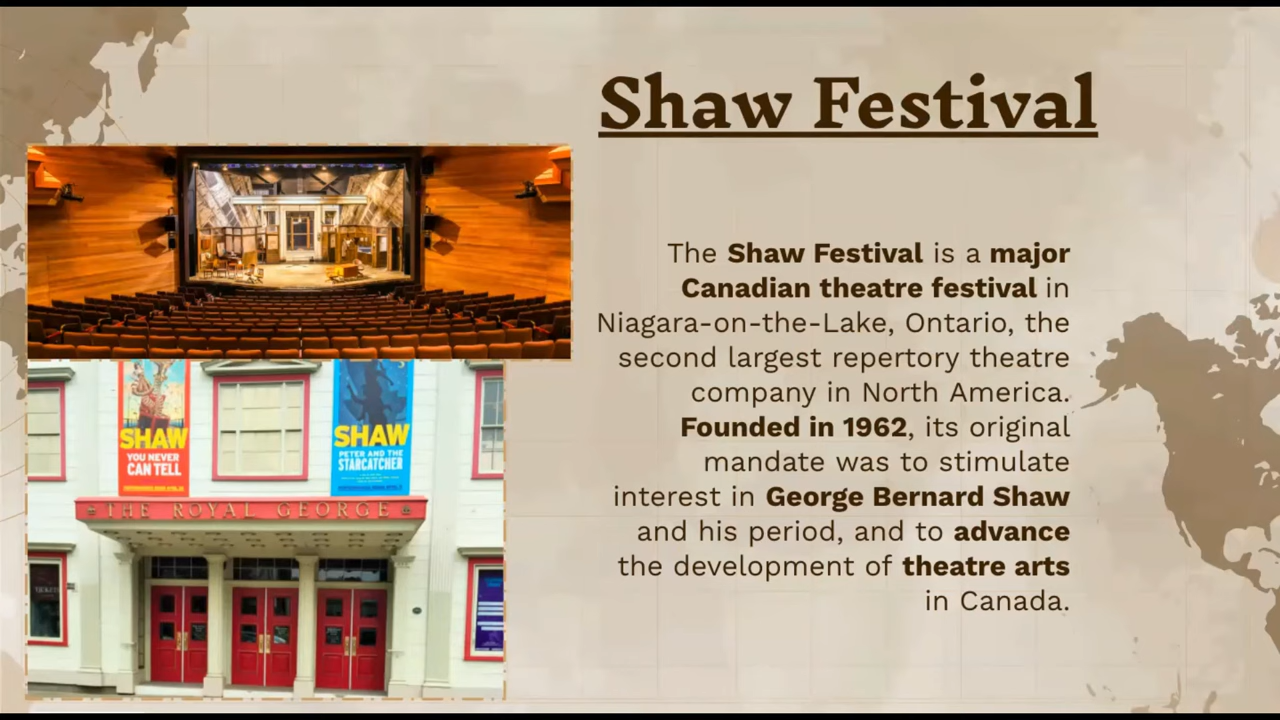 Shaw Festival
The Shaw Festival is a major
Canadian theatre festival in
Niagara-on-the-Lake, Ontario, the
second largest repertory theatre
company in North America.
Founded in 1962, its original
mandate was to stimulate
interest in George Bernard Shaw
and his period, and to advance
the development of theatre arts
in Canada.
SHAW
YOU NEVER
CAN TELL
SHAW
PETER AND THE
STARCATCHER
THE ROYAL GEORGE